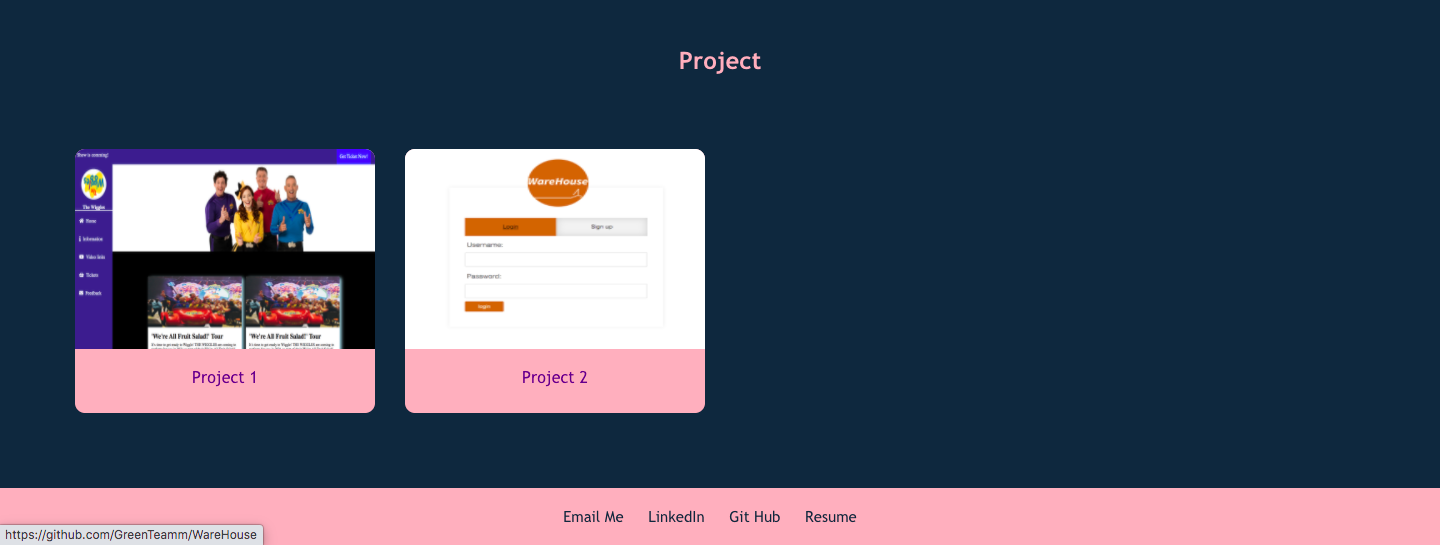 Project
Show is comming!
Get Ticket Now!
The Wiggles
Home
Information
Video links
Tickets
Feedback
'We're All Fruit Salad!' Tour
'We're All Fruit Salad!' Tour
WareHouse
Login
Sign up
Username:
Password:
login
Project 1
Project 2
Email Me
LinkedIn
Git Hub
Resume
https://github.com/GreenTeamm/WareHouse